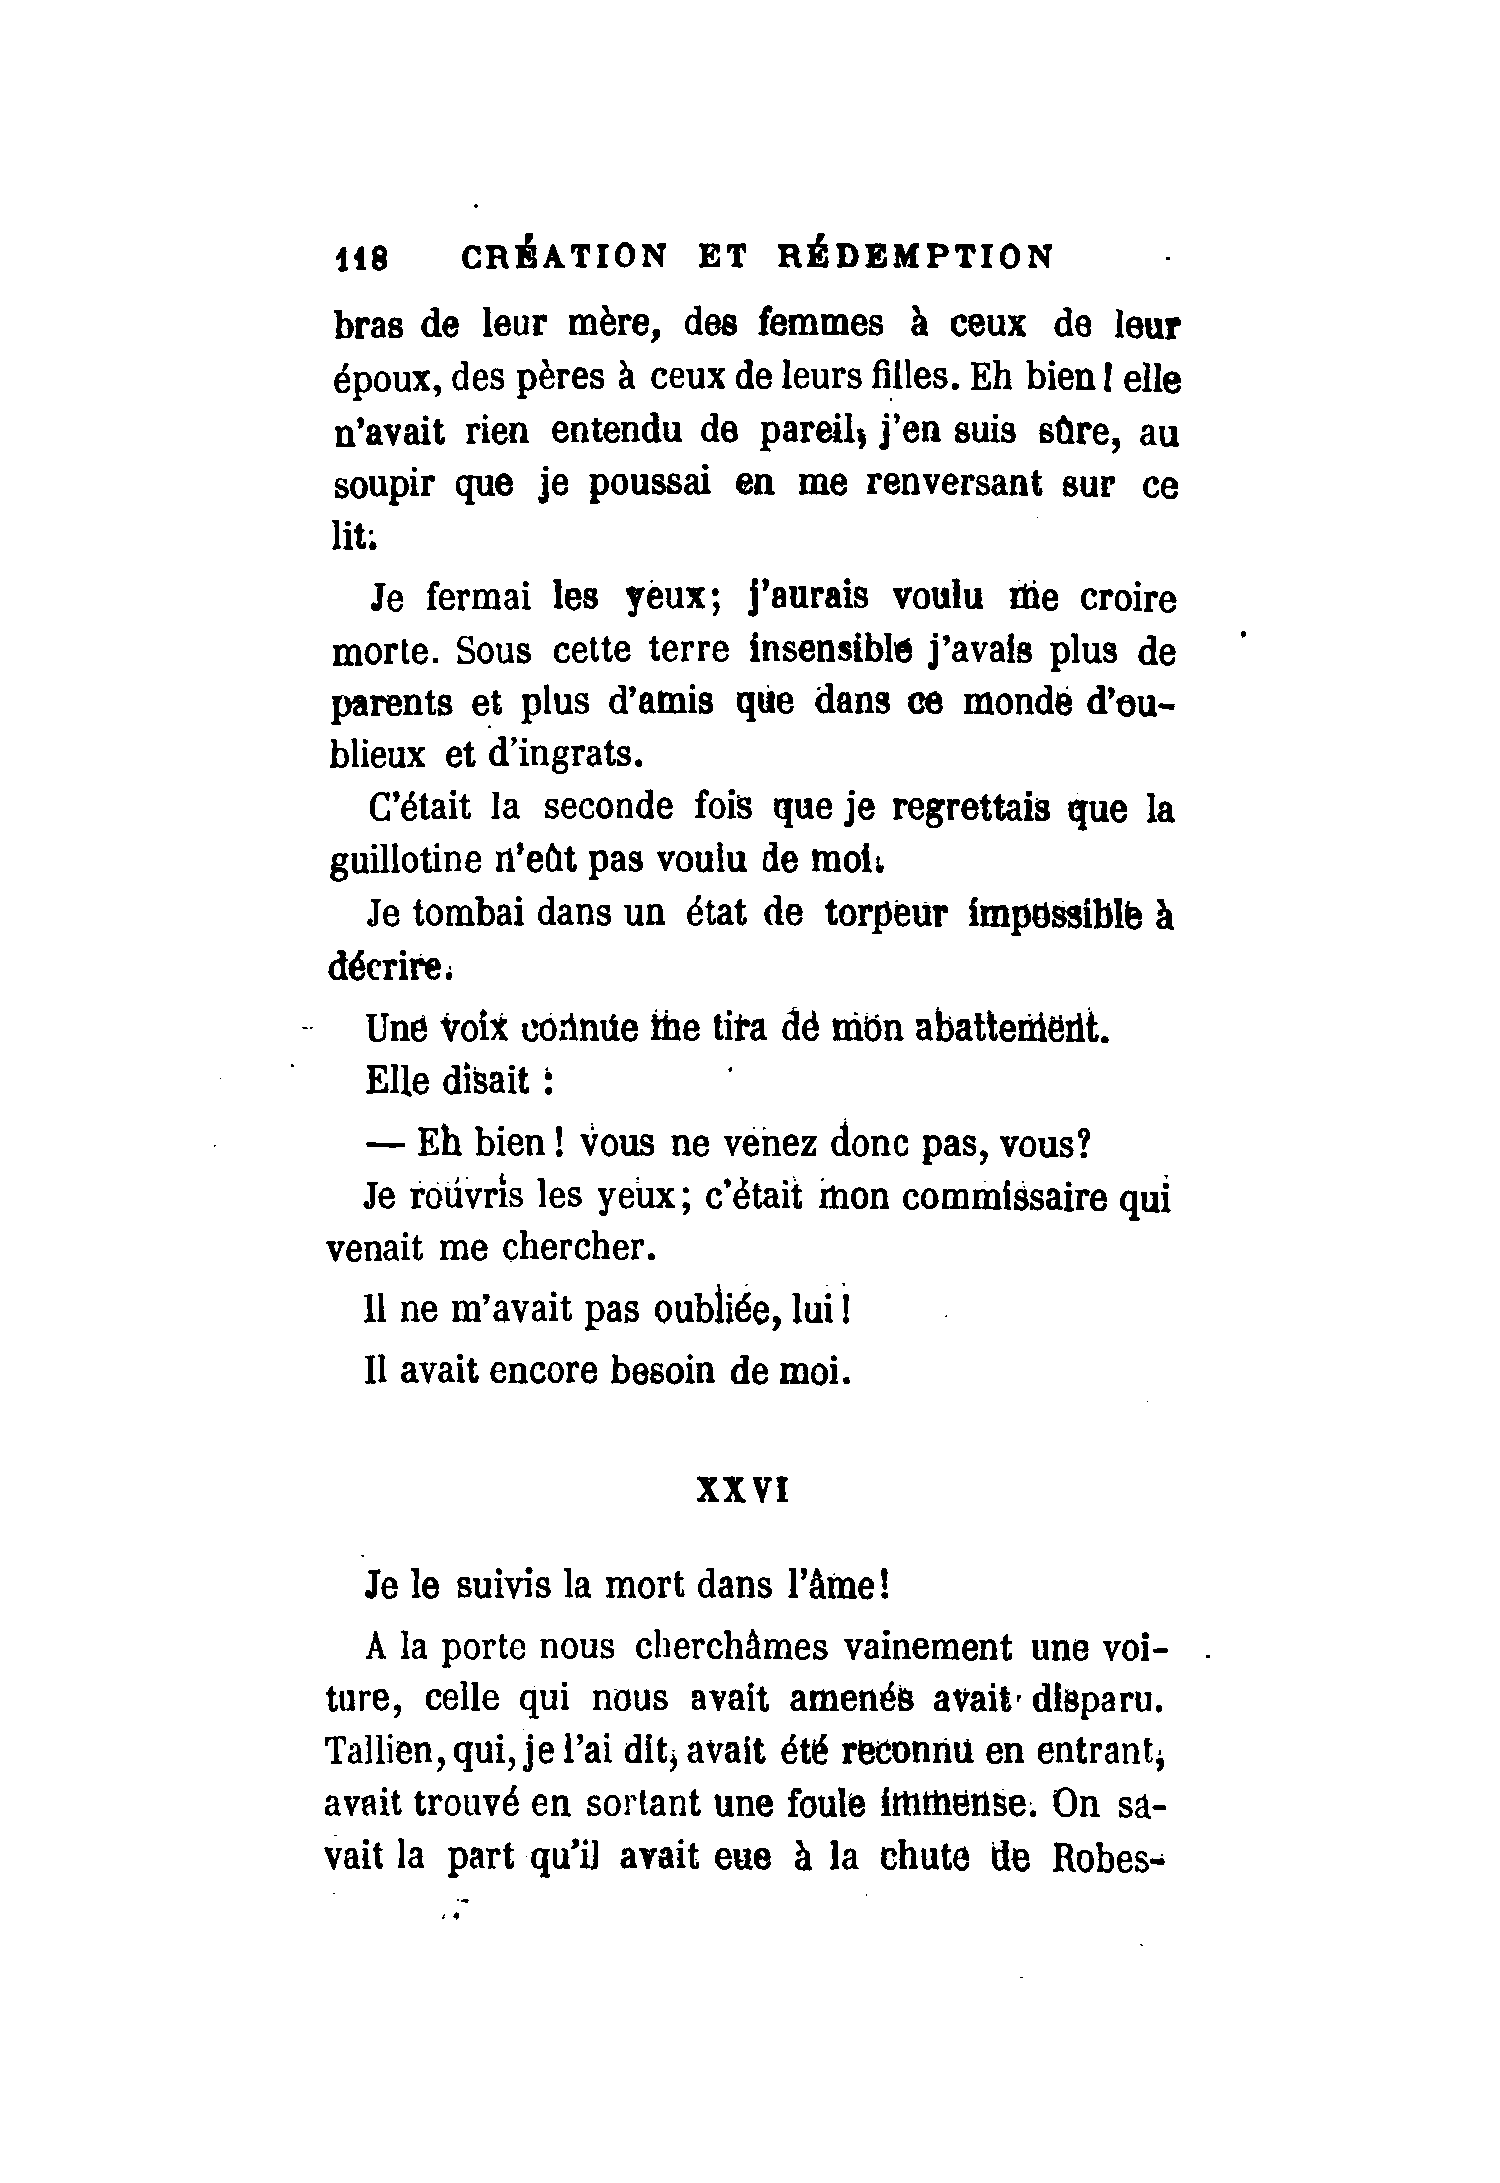 118 CRÉATION ET RÉDEMPTION
bras de leur mère, des femmes à ceux de leur
époux, des pères à ceux de leurs filles. Eh bien ! elle
n'avait rien entendu de pareil, j'en suis sûre, au
soupir que je poussai en me renversant sur ce
lit.
Je fermai les yeux; j'aurais voulu me croire
morte. Sous cette terre insensible j'avais plus de
parents et plus d'amis que dans ce monde d'ou-
blieux et d'ingrats.
C'était la seconde fois que je regrettais que la
guillotine n'eût pas voulu de moi.
Je tombai dans un état de torpeur impossible à
décrire.
Une voix connue me tira de mon abattement.
Elle disait :
— Eh bien ! vous ne venez donc pas, vous?
Je rouvris les yeux; c'était mon commissaire qui
venait me chercher.
Il ne m'avait pas oubliée, lui !
Il avait encore besoin de moi.
XXVI
Je le suivis la mort dans l'âme!
A la porte nous cherchâmes vainement une voi-
ture, celle qui nous avait amenés avait disparu.
Tallien, qui, je l'ai dit, avait été reconnu en entrant,
avait trouvé en sortant une foule immense. On sa-
vait la part qu'il avait eue à la chute de Robes-